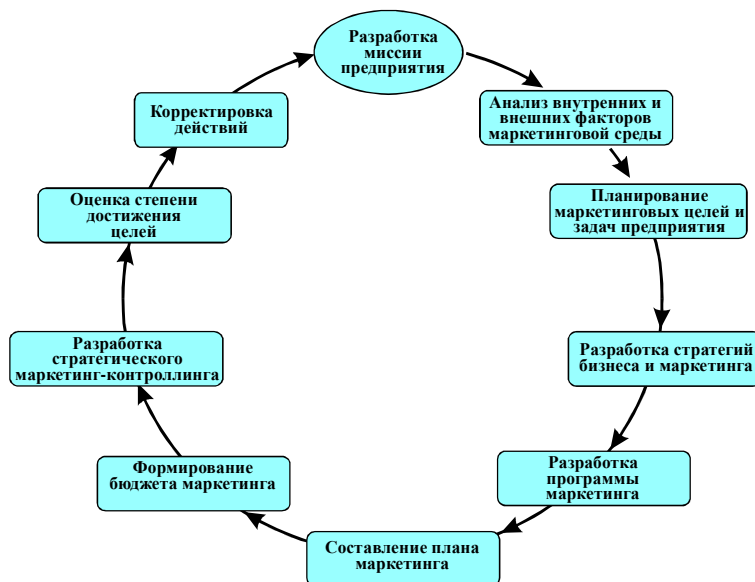 Разработка
миссии
предприятия
Анализ внутренних и
внешних факторов
маркетинговой среды
Планирование
маркетинговых целей и
задач предприятия
Разработка стратегий
бизнеса и маркетинга
Разработка
программы
маркетинга
Составление плана
маркетинга
Формирование
бюджета маркетинга
Разработка
стратегического
маркетинг-контроллинга
Оценка степени
достижения
целей
Корректировка
действий